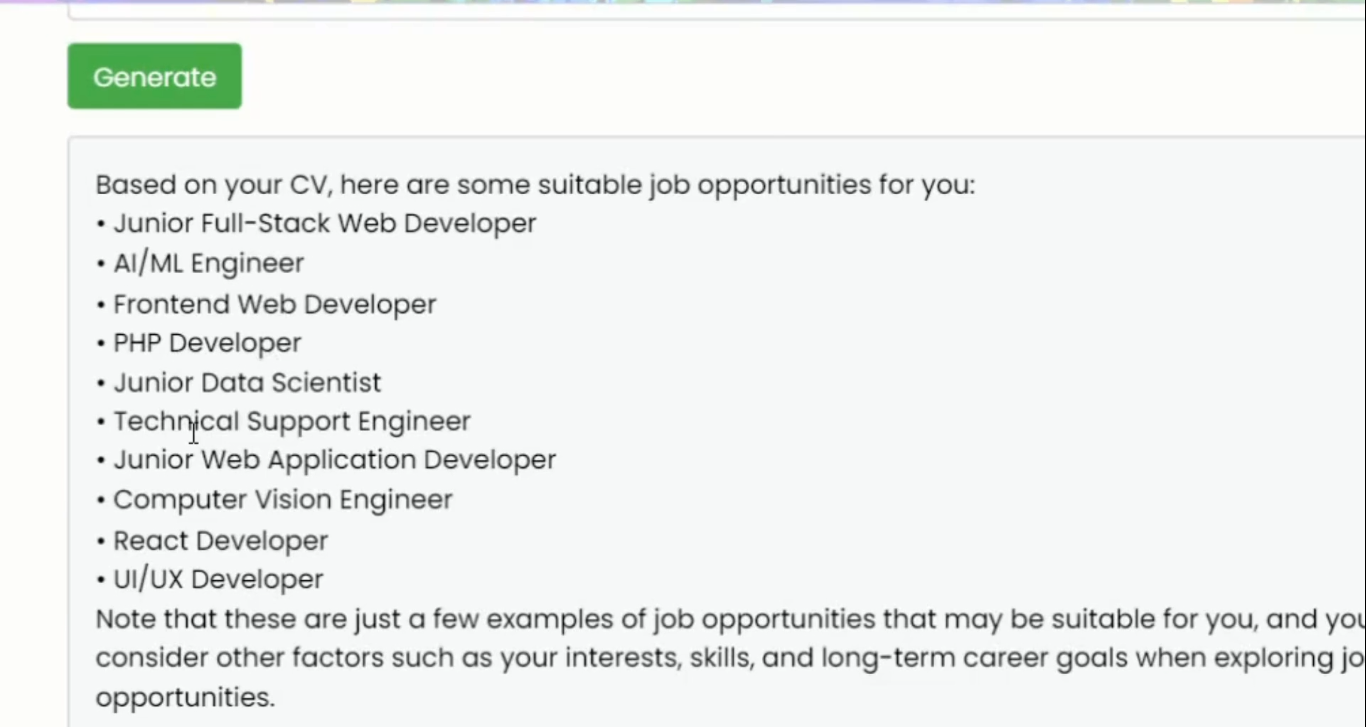 Generate
Based on your CV, here are some suitable job opportunities for you:
• Junior Full-Stack Web Developer
• AI/ML Engineer
• Frontend Web Developer
• PHP Developer
• Junior Data Scientist
• Technical Support Engineer
• Junior Web Application Developer
• Computer Vision Engineer
• React Developer
• UI/UX Developer
Note that these are just a few examples of job opportunities that may be suitable for you, and
consider other factors such as your interests, skills, and long-term career goals when exploring
opportunities.